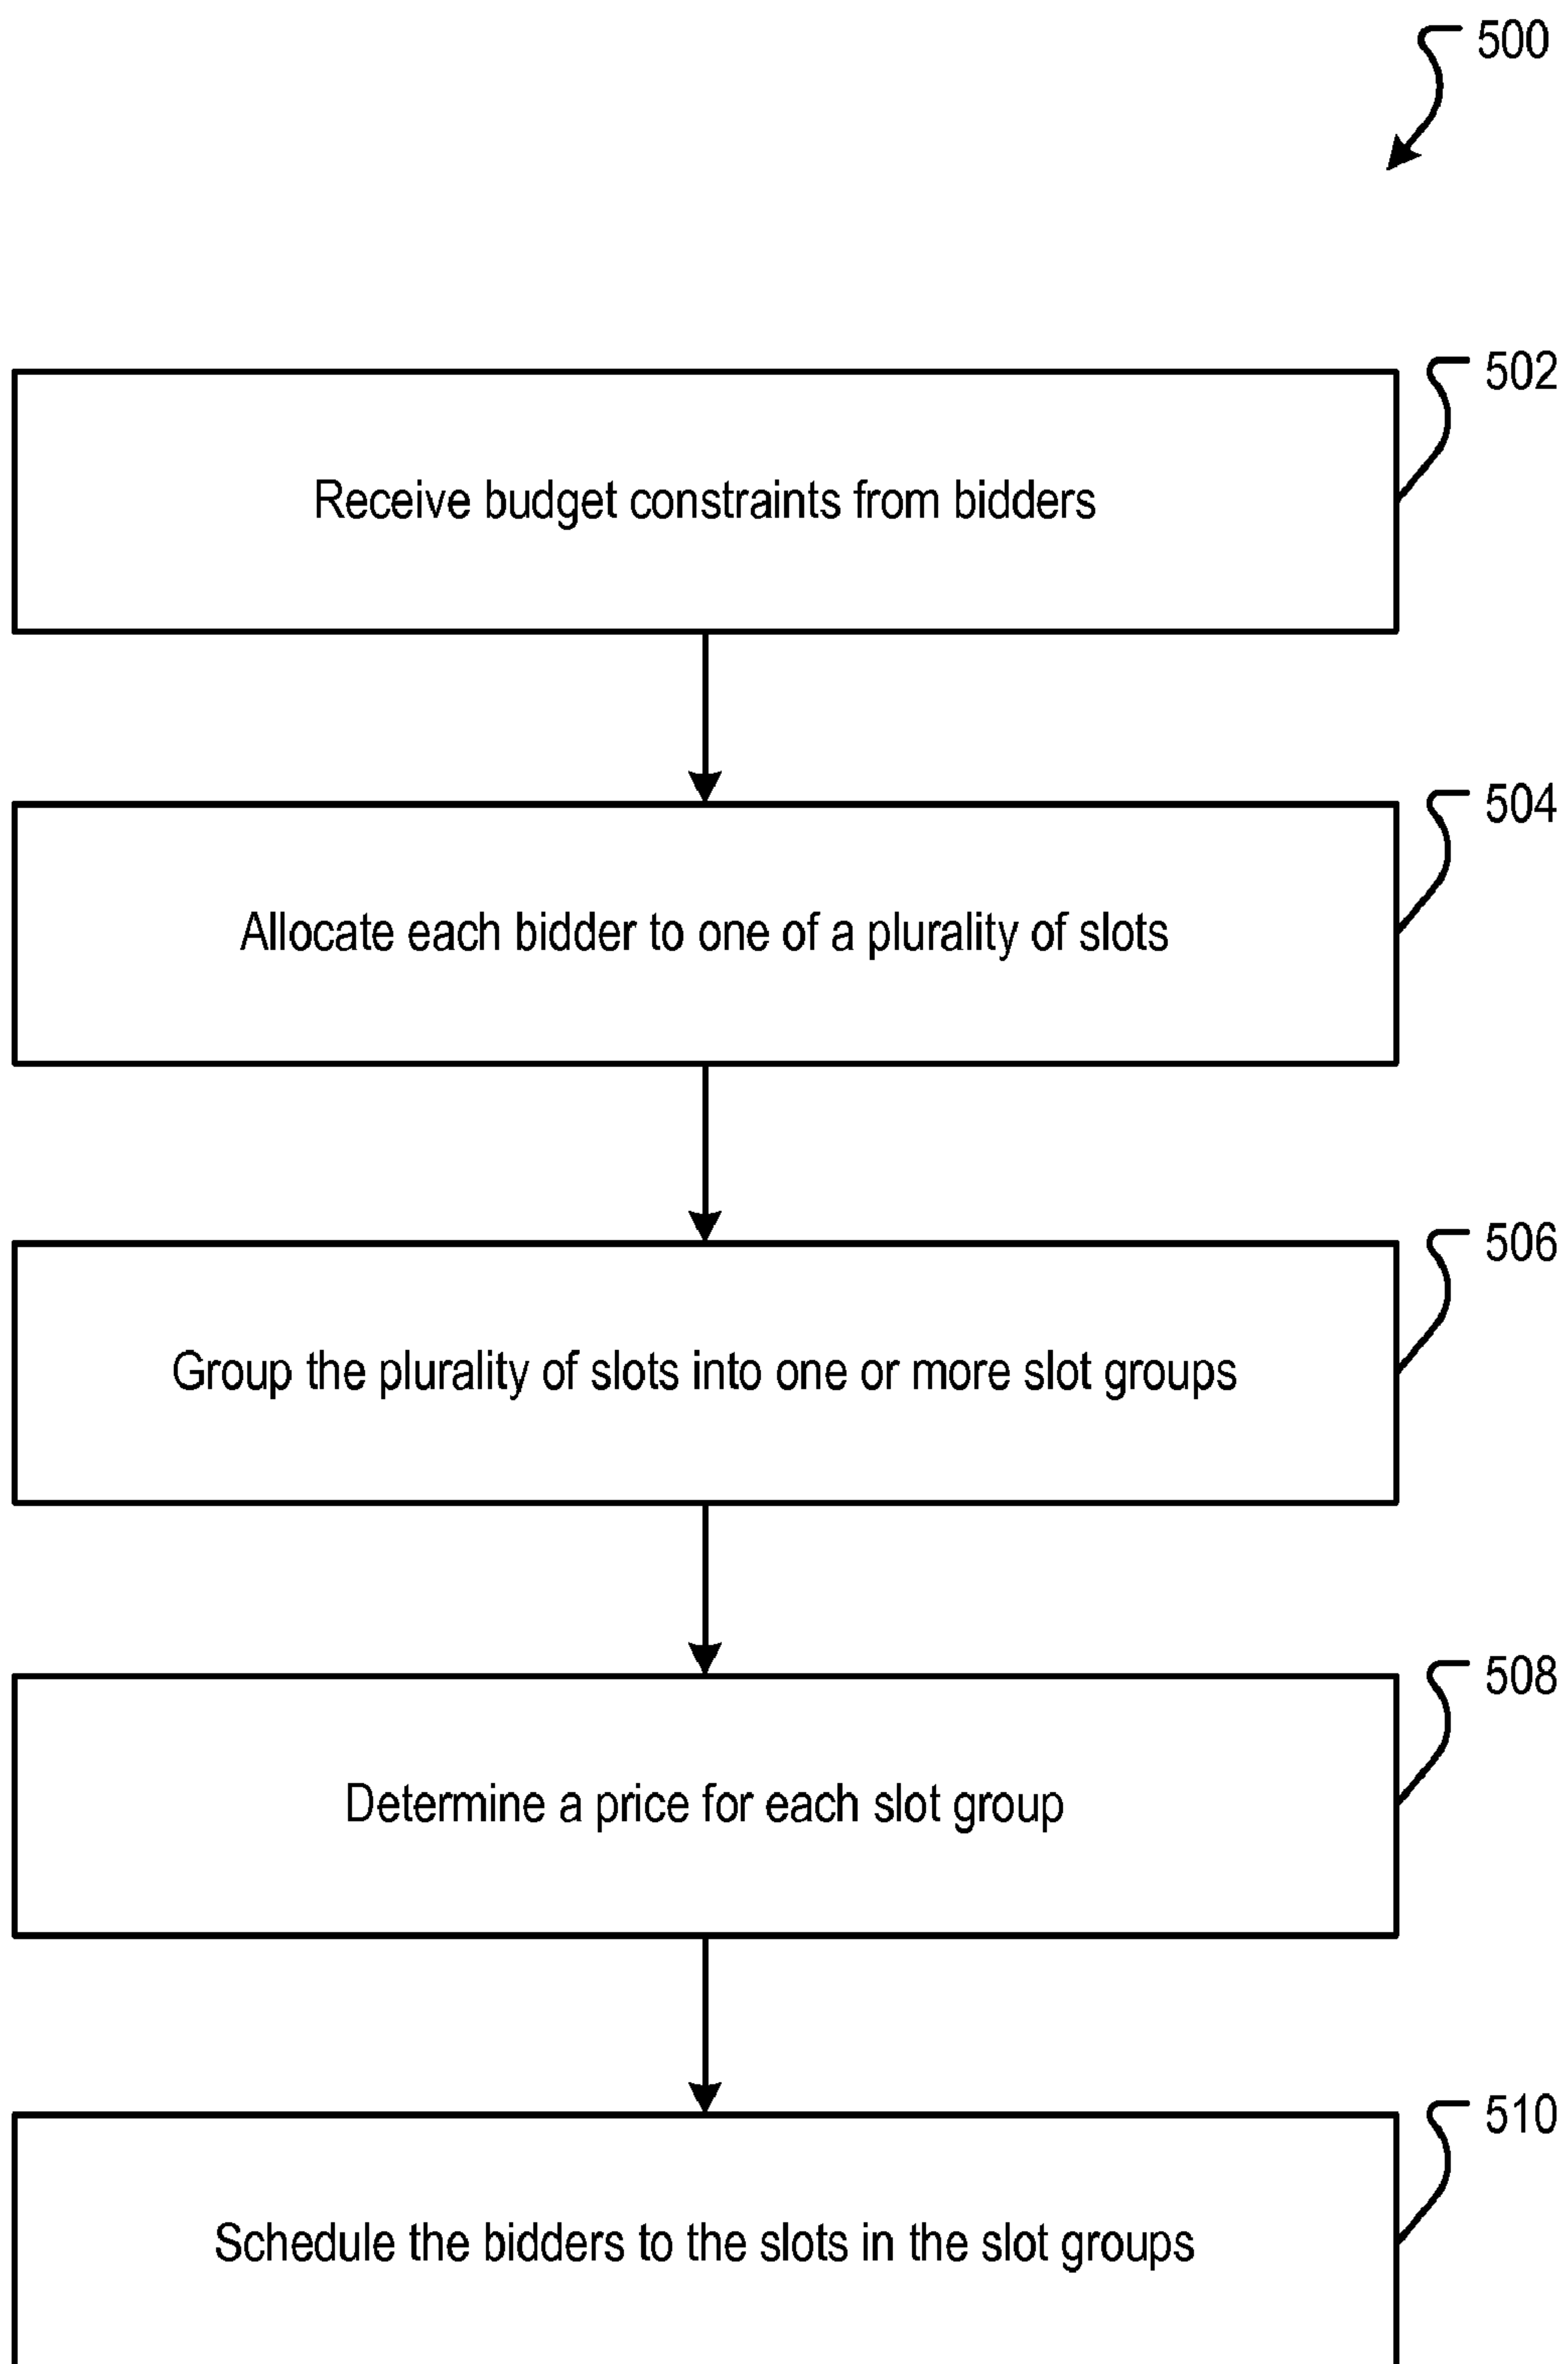 500
502
Receive budget constraints from bidders
504
Allocate each bidder to one of a plurality of slots
506
Group the plurality of slots into one or more slot groups
508
Determine a price for each slot group
510
Schedule the bidders to the slots in the slot groups